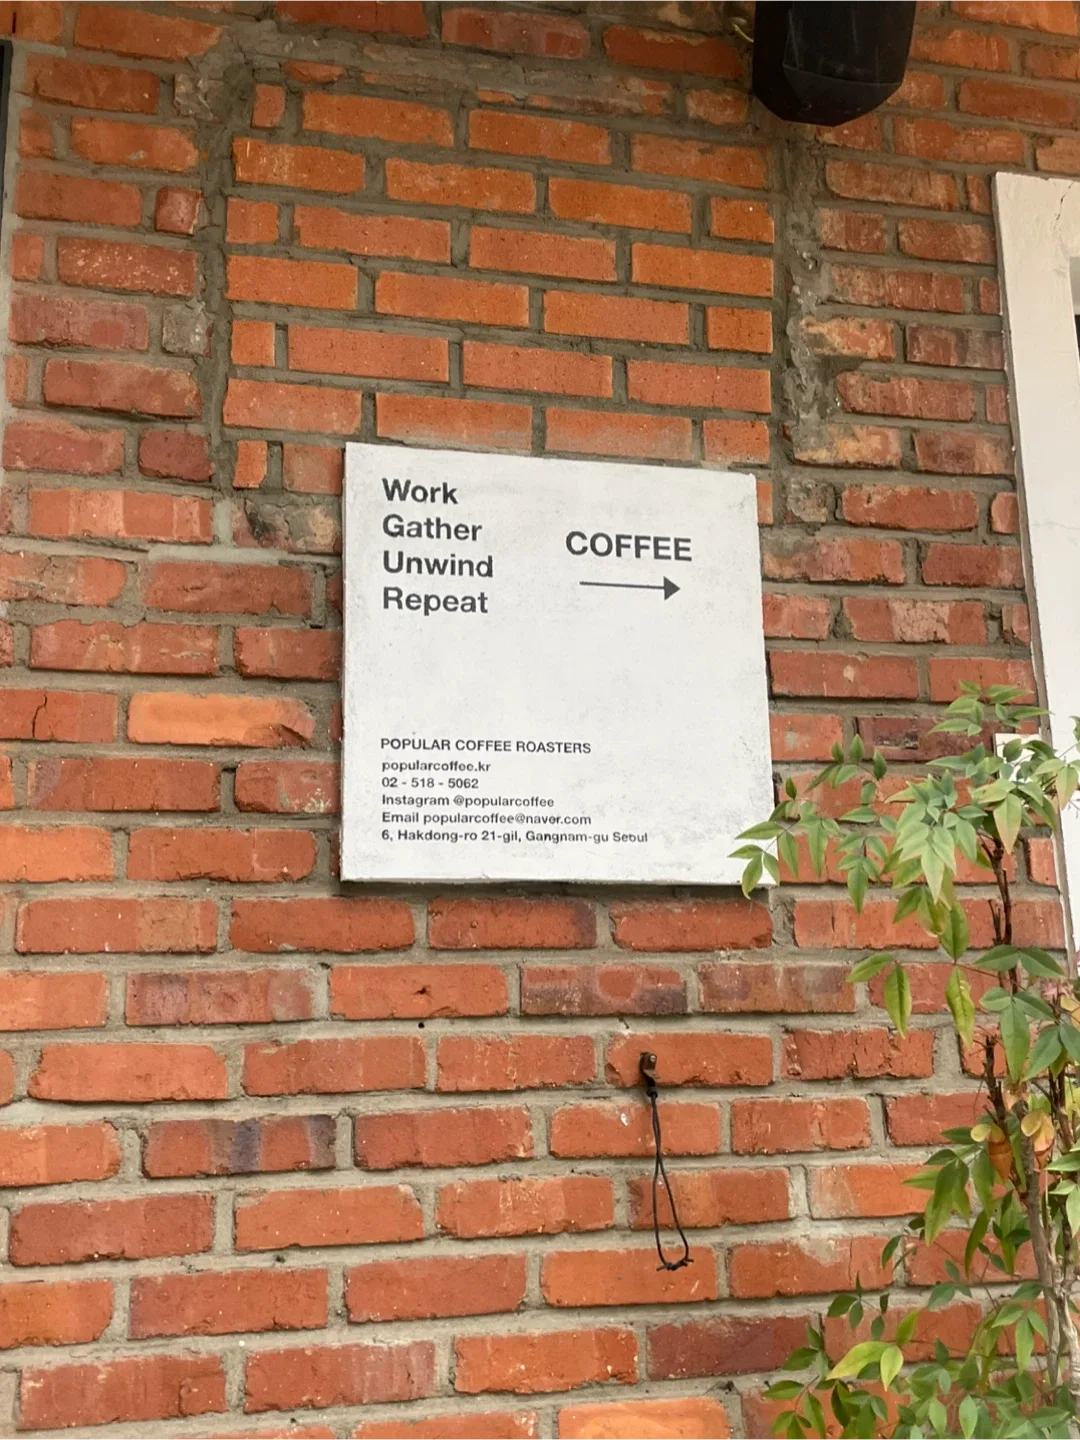 Work
Gather
Unwind
Repeat
COFFEE
POPULAR COFFEE ROASTERS
popularcoffee.kr
02 - 518 - 5062
Instagram @popularcoffee
Email popularcoffee@naver.com
6, Hakdong-ro 21-gil, Gangnam-gu Seoul